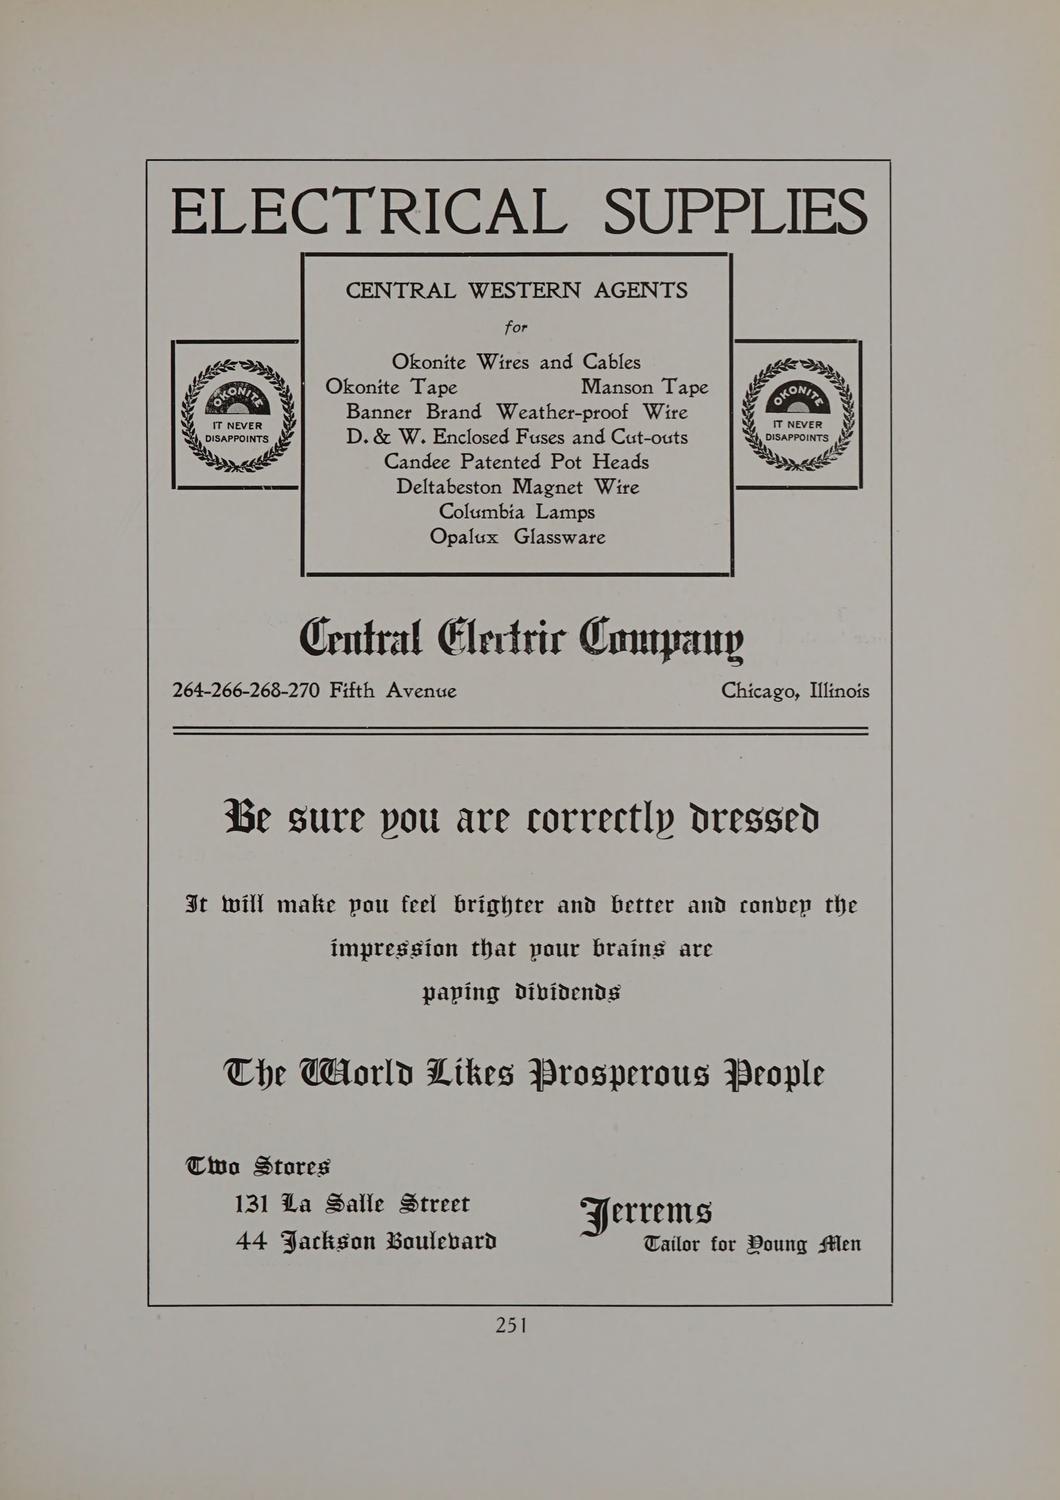 ELECTRICAL SUPPLIES
CENTRAL WESTERN AGENTS
for
Okonite Wires and Cables
Okonite Tape Manson Tape
Banner Brand Weather-proof Wire
D. & W. Enclosed Fuses and Cut-outs
Candee Patented Pot Heads
Deltabeston Magnet Wire
Columbia Lamps
Opalux Glassware
OKONITE
IT NEVER
DISAPPOINTS
OKONITE
IT NEVER
DISAPPOINTS
Central Electric Company
264-266-268-270 Fifth Avenue Chicago, Illinois
Be sure you are correctly dressed
It will make you feel brighter and better and convey the
impression that your brains are
paying dividends
The World Likes Prosperous People
Two Stores
131 La Salle Street
44 Jackson Boulevard
Jerrems
Tailor for Young Men
251